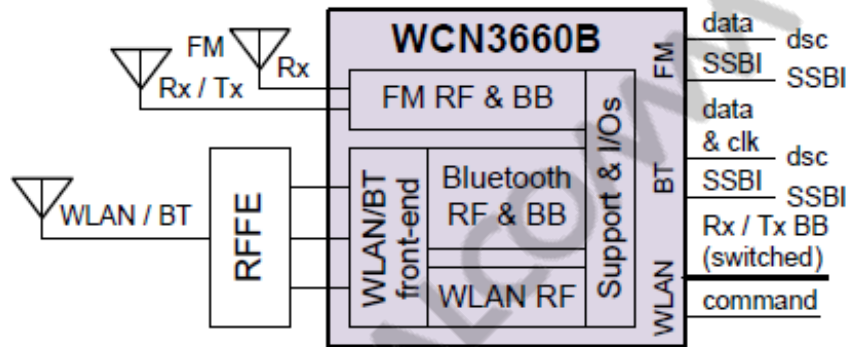 WCN3660B
FM
Rx
Rx / Tx
FM RF & BB
WLAN / BT
RFFE
WLAN/BT
front-end
Bluetooth
RF & BB
WLAN RF
Support & I/Os
FM
data
dsc
SSBI
SSBI
BT
data
& clk
dsc
SSBI
SSBI
WLAN
Rx / Tx BB
(switched)
command